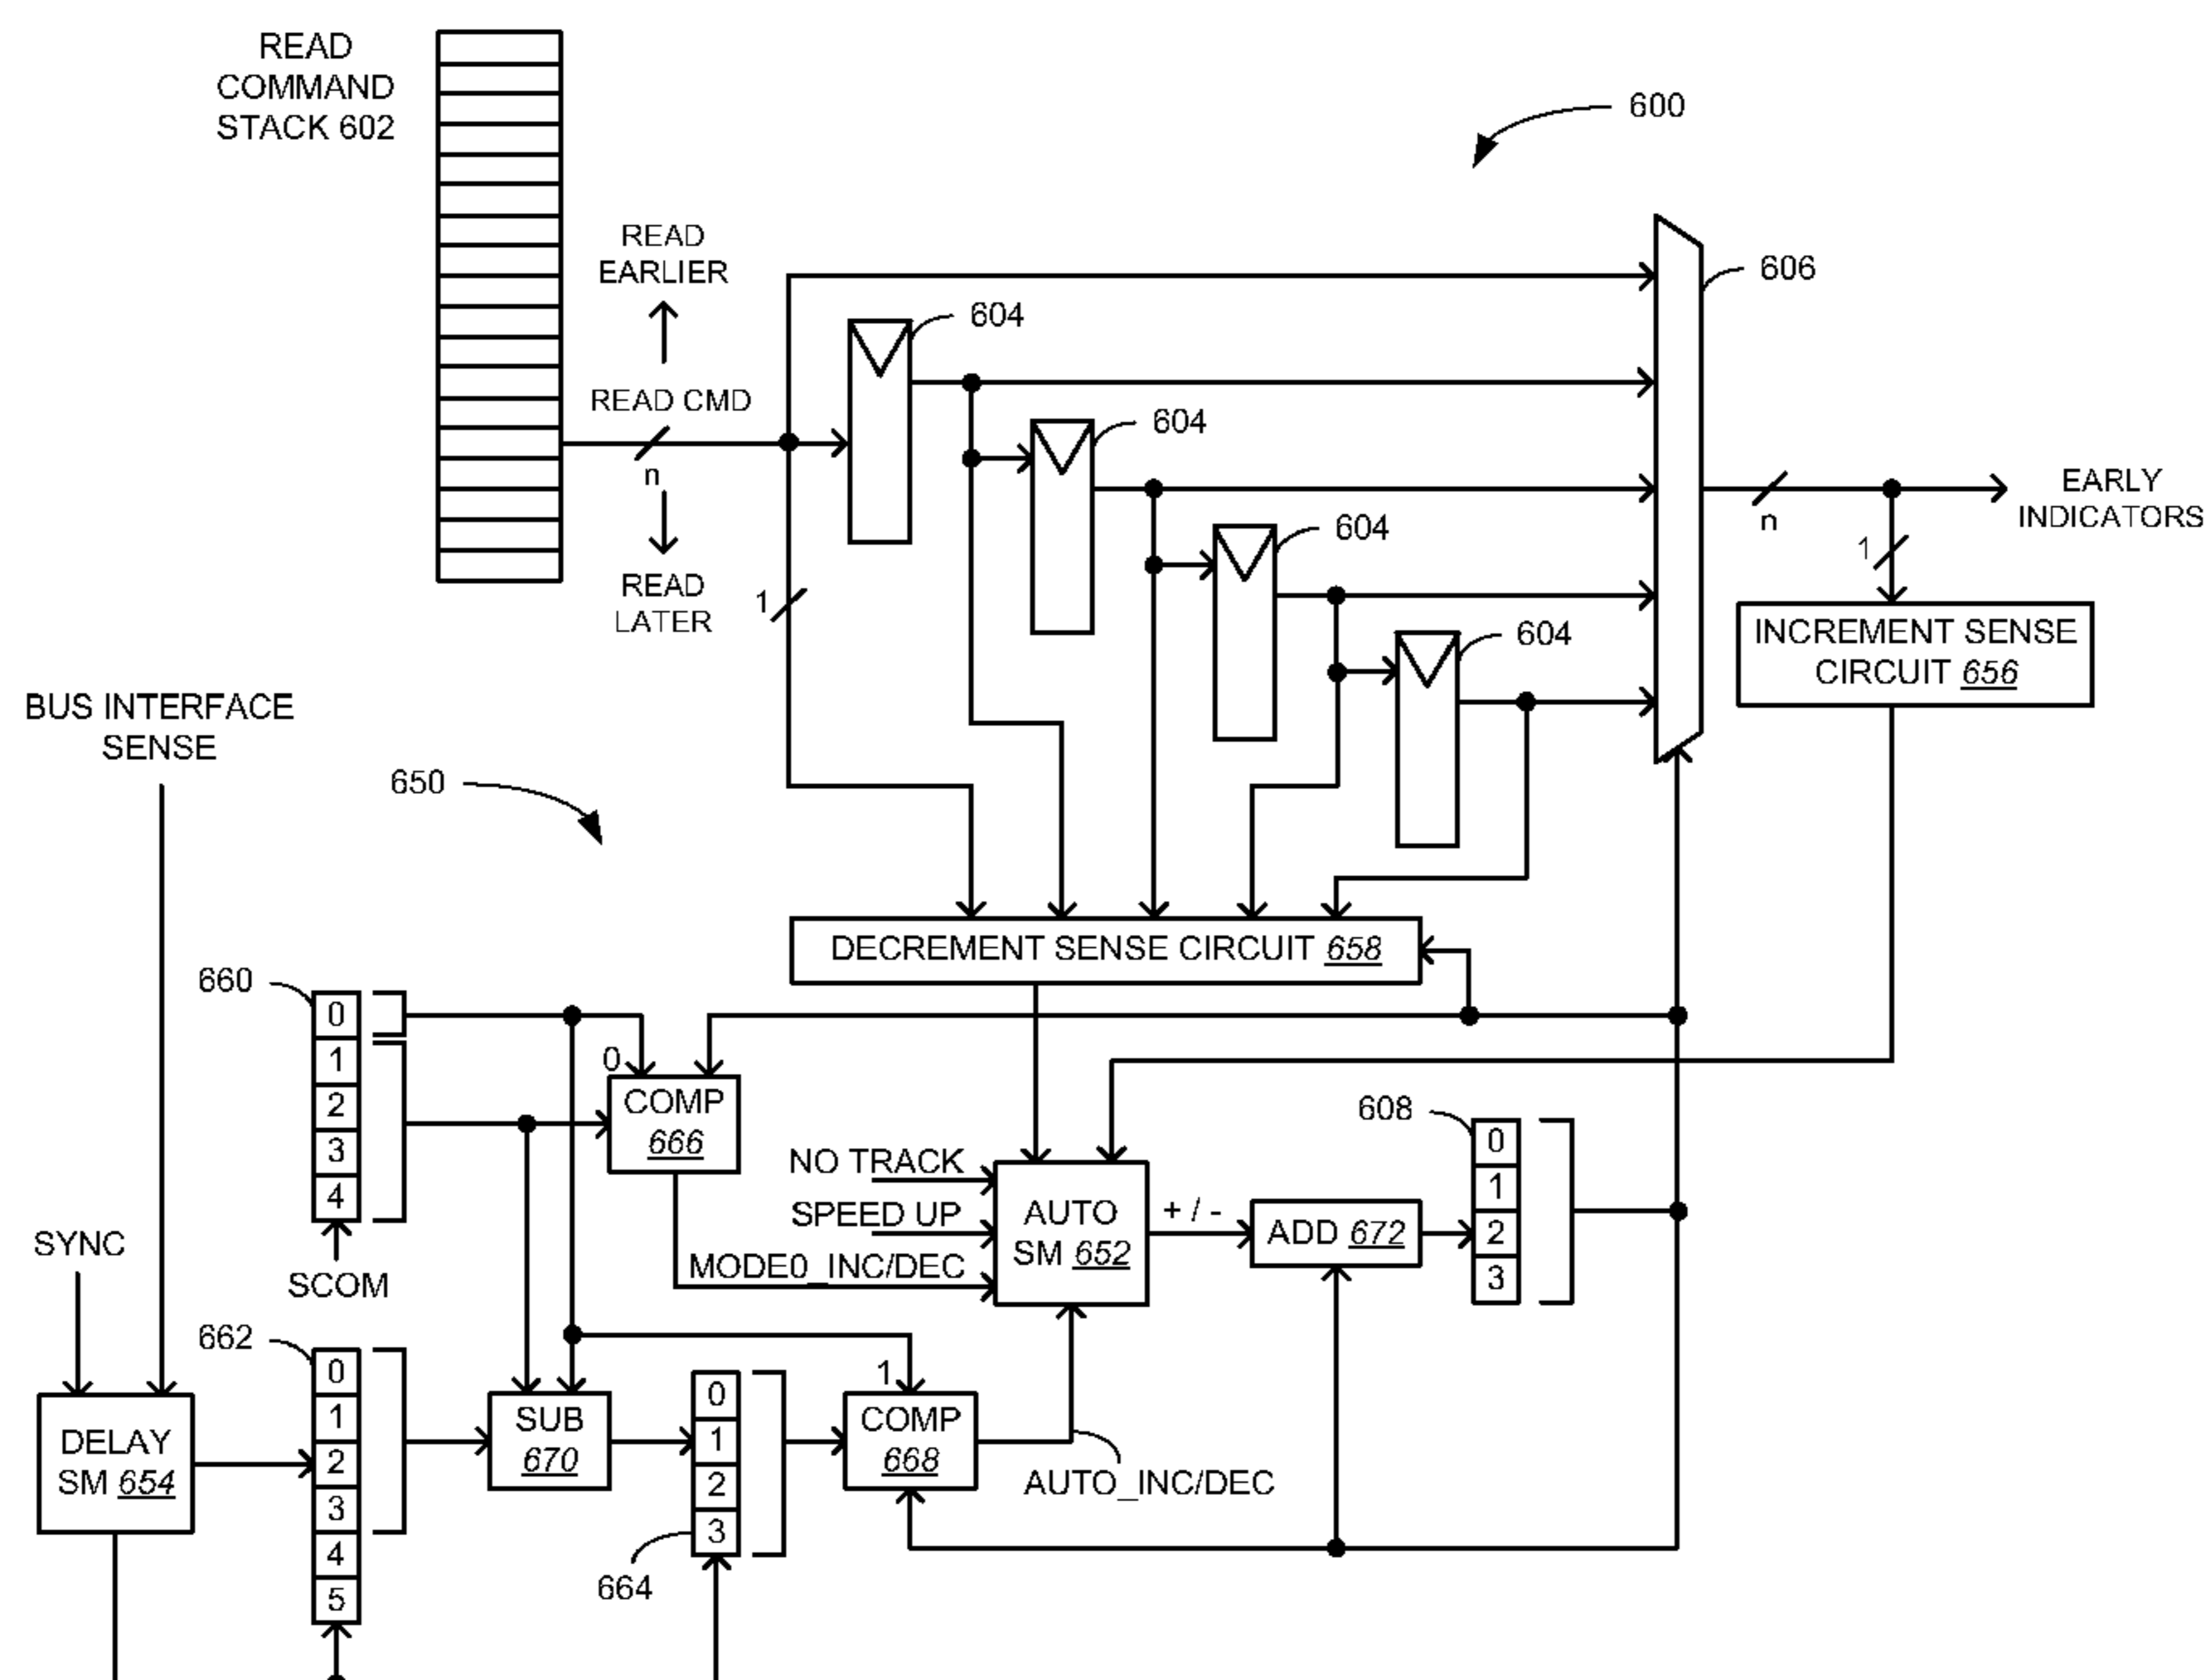 READ
COMMAND
STACK 602
600
READ
EARLIER
606
604
READ CMD
604
n
EARLY
INDICATORS
n
604
1
READ
LATER
1
604
INCREMENT SENSE
CIRCUIT 656
BUS INTERFACE
SENSE
650
DECREMENT SENSE CIRCUIT 658
660
0
1
2
3
4
0
COMP
666
608
0
1
2
3
NO TRACK
SPEED UP
MODE0_INC/DEC
AUTO
SM 652
+ / -
ADD 672
SYNC
SCOM
662
0
1
2
3
4
5
DELAY
SM 654
SUB
670
0
1
2
3
664
1
COMP
668
AUTO_INC/DEC